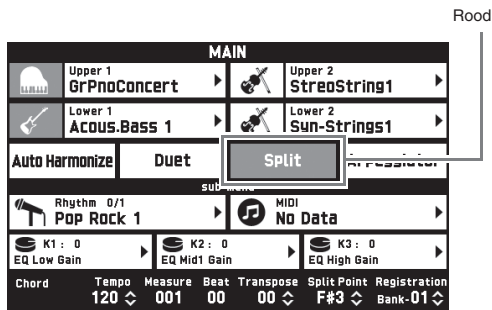 Rood
MAIN
Upper 1
GrPnoConcert
Upper 2
StreoString1
Lower 1
Acous.Bass 1
Lower 2
Syn-Strings1
Auto Harmonize Duet Split
sub menu
Rhythm 0/1
Pop Rock 1
MIDI
No Data
K1 : 0
EQ Low Gain
K2 : 0
EQ Mid1 Gain
K3 : 0
EQ High Gain
Chord Tempo Measure Beat Transpose Split Point Registration
120 001 00 00 F#3 Bank-01